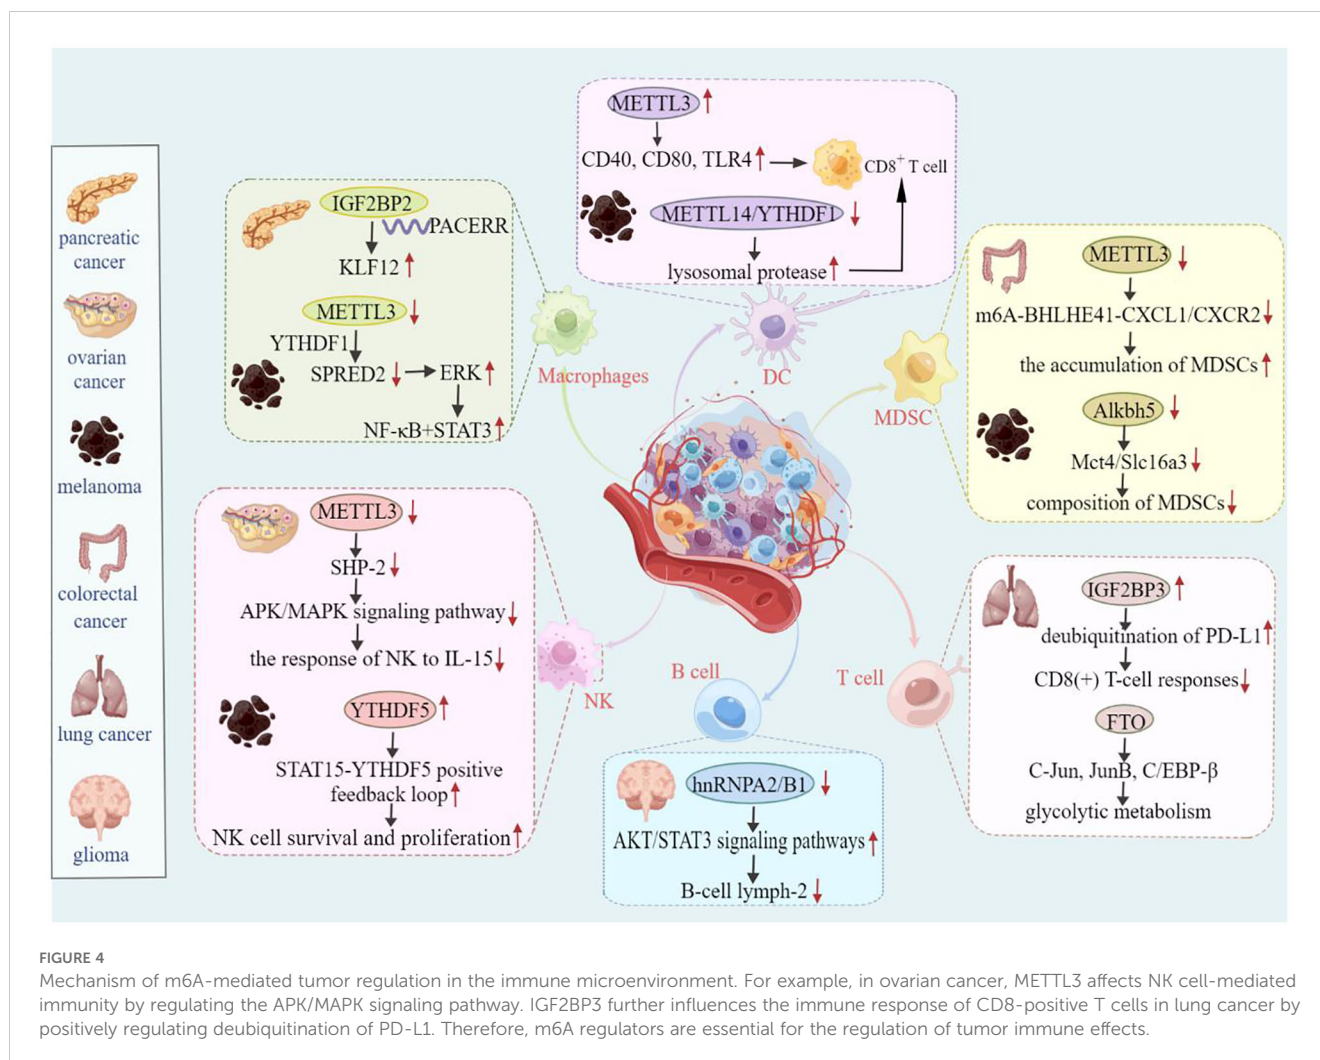 pancreatic
cancer
ovarian
cancer
melanoma
colorectal
cancer
lung cancer
glioma
IGF2BP2
PACERR
KLF12
METTL3
YTHDF1
SPRED2
ERK
NF-κB+STAT3
Macrophages
METTL3
CD40, CD80, TLR4
CD8+ T cell
METTL14/YTHDF1
lysosomal protease
DC
METTL3
m6A-BHLHE41-CXCL1/CXCR2
the accumulation of MDSCs
Alkbh5
Mct4/Slc16a3
composition of MDSCs
MDSC
METTL3
SHP-2
APK/MAPK signaling pathway
the response of NK to IL-15
YTHDF5
STAT15-YTHDF5 positive
feedback loop
NK cell survival and proliferation
NK
B cell
hnRNPA2/B1
AKT/STAT3 signaling pathways
B-cell lymph-2
T cell
IGF2BP3
deubiquitination of PD-L1
CD8(+) T-cell responses
FTO
C-Jun, JunB, C/EBP-β
glycolytic metabolism
FIGURE 4
Mechanism of m6A-mediated tumor regulation in the immune microenvironment. For example, in ovarian cancer, METTL3 affects NK cell-mediated
immunity by regulating the APK/MAPK signaling pathway. IGF2BP3 further influences the immune response of CD8-positive T cells in lung cancer by
positively regulating deubiquitination of PD-L1. Therefore, m6A regulators are essential for the regulation of tumor immune effects.